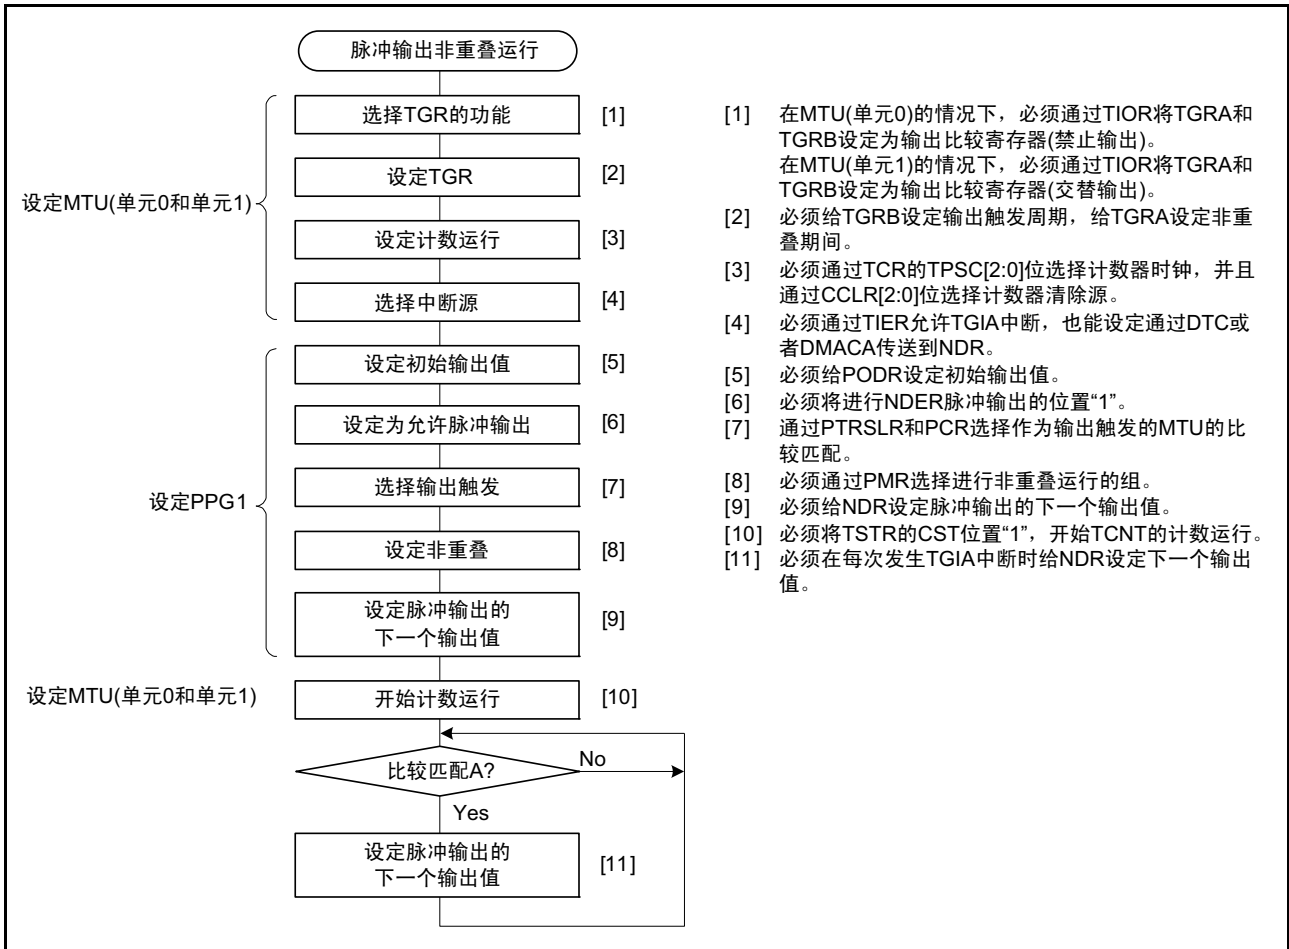 脉冲输出非重叠运行
设定MTU(单元0和单元1)
选择TGR的功能 [1]
设定TGR [2]
设定计数运行 [3]
选择中断源 [4]
设定PPG1
设定初始输出值 [5]
设定为允许脉冲输出 [6]
选择输出触发 [7]
设定非重叠 [8]
设定脉冲输出的
下一个输出值 [9]
设定MTU(单元0和单元1)
开始计数运行 [10]
比较匹配A?
No
Yes
设定脉冲输出的
下一个输出值 [11]
[1] 在MTU(单元0)的情况下，必须通过TIOR将TGRA和
TGRB设定为输出比较寄存器(禁止输出)。
在MTU(单元1)的情况下，必须通过TIOR将TGRA和
TGRB设定为输出比较寄存器(交替输出)。
[2] 必须给TGRB设定输出触发周期，给TGRA设定非重
叠期间。
[3] 必须通过TCR的TPSC[2:0]位选择计数器时钟，并且
通过CCLR[2:0]位选择计数器清除源。
[4] 必须通过TIER允许TGIA中断，也能设定通过DTC或
者DMACA传送到NDR。
[5] 必须给PODR设定初始输出值。
[6] 必须将进行NDER脉冲输出的位置“1”。
[7] 通过PTRSLR和PCR选择作为输出触发的MTU的比
较匹配。
[8] 必须通过PMR选择进行非重叠运行的组。
[9] 必须给NDR设定脉冲输出的下一个输出值。
[10] 必须将TSTR的CST位置“1”，开始TCNT的计数运行。
[11] 必须在每次发生TGIA中断时给NDR设定下一个输出
值。